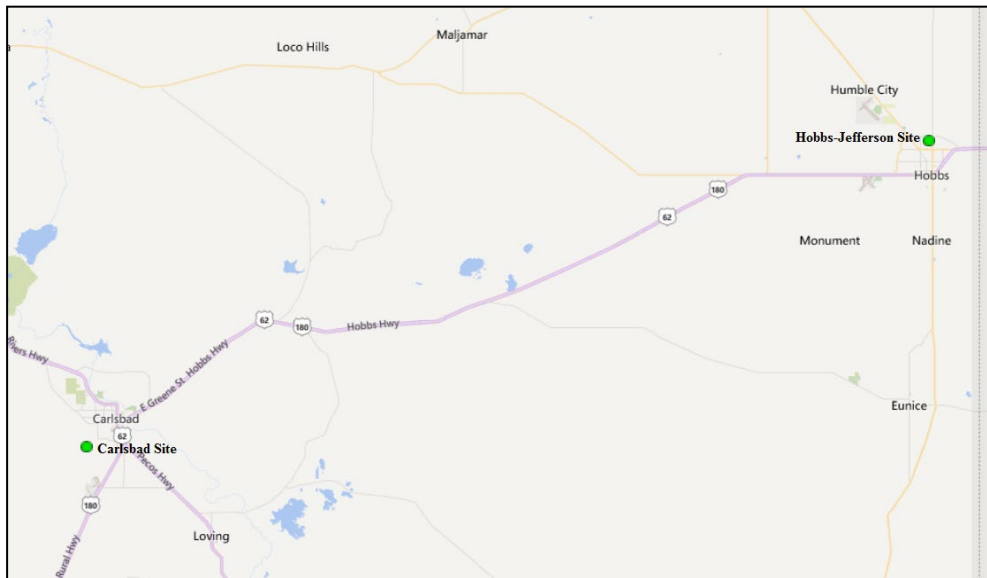 a
Loco Hills
Maljamar
Humble City
Hobbs-Jefferson Site
Hobbs
180
62
Monument
Nadine
62
180
Hobbs Hwy
Rivers Hwy
E Greene St
Hobbs Hwy
Carlsbad
62
Carlsbad Site
Pecos Hwy
Eunice
180
Loving
Rural Hwy